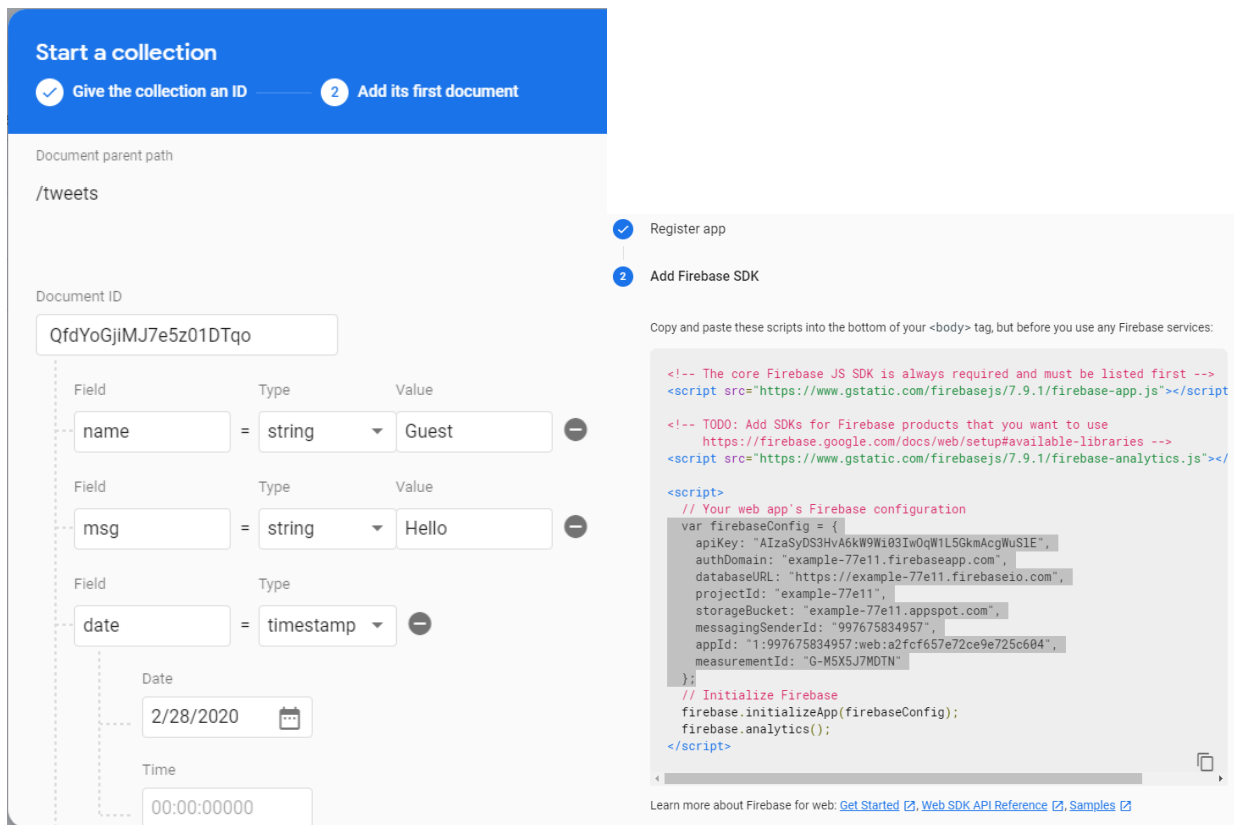 Start a collection
Give the collection an ID
2 Add its first document
Document parent path
/tweets
Document ID
QfdYoGjiMJ7e5z01DTqo
Field Type Value
name = string Guest
Field Type Value
msg = string Hello
Field Type
date = timestamp
Date
2/28/2020
Time
00:00:00000
Register app
2 Add Firebase SDK
Copy and paste these scripts into the bottom of your <body> tag, but before you use any Firebase services:
<!-- The core Firebase JS SDK is always required and must be listed first -->
<script src="https://www.gstatic.com/firebasejs/7.9.1/firebase-app.js"></script
<!-- TODO: Add SDKs for Firebase products that you want to use
https://firebase.google.com/docs/web/setup#available-libraries -->
<script src="https://www.gstatic.com/firebasejs/7.9.1/firebase-analytics.js"></
<script>
// Your web app's Firebase configuration
var firebaseConfig = {
apiKey: "AIzaSyDS3HvA6kW9Wi03IwOqW1L5GkmAcgWuSlE",
authDomain: "example-77e11.firebaseapp.com",
databaseURL: "https://example-77e11.firebaseio.com",
projectId: "example-77e11",
storageBucket: "example-77e11.appspot.com",
messagingSenderId: "997675834957",
appId: "1:997675834957:web:a2fcf657e72ce9e725c604",
measurementId: "G-M5X5J7MDTN"
};
// Initialize Firebase
firebase.initializeApp(firebaseConfig);
firebase.analytics();
</script>
Learn more about Firebase for web: Get Started, Web SDK API Reference, Samples